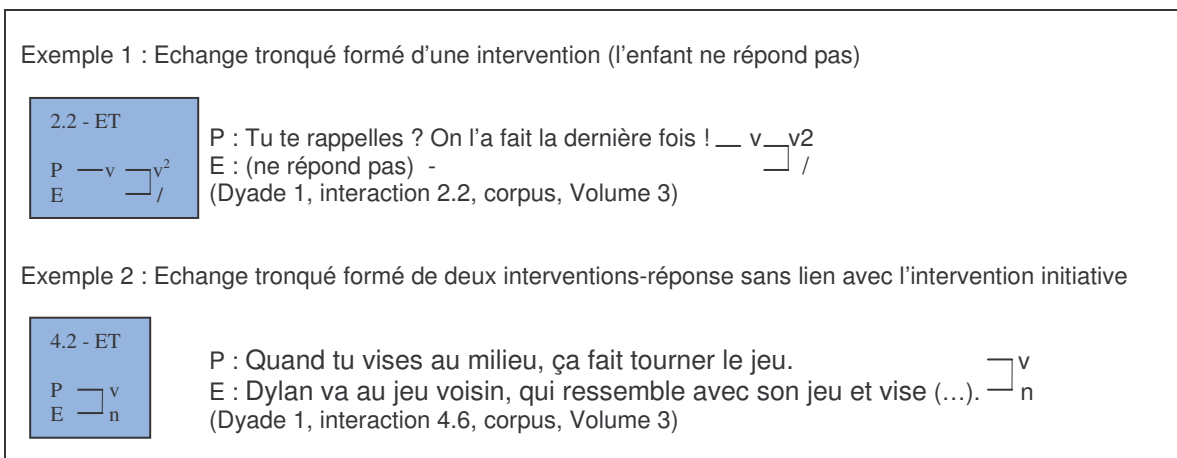 Exemple 1 : Echange tronqué formé d'une intervention (l'enfant ne répond pas)
2.2 - ET
P v v²
E /
P : Tu te rappelles ? On l'a fait la dernière fois ! v v2
E : (ne répond pas) - /
(Dyade 1, interaction 2.2, corpus, Volume 3)
Exemple 2 : Echange tronqué formé de deux interventions-réponse sans lien avec l'intervention initiative
4.2 - ET
P v
E n
P : Quand tu vises au milieu, ça fait tourner le jeu. v
E : Dylan va au jeu voisin, qui ressemble avec son jeu et vise (…). n
(Dyade 1, interaction 4.6, corpus, Volume 3)